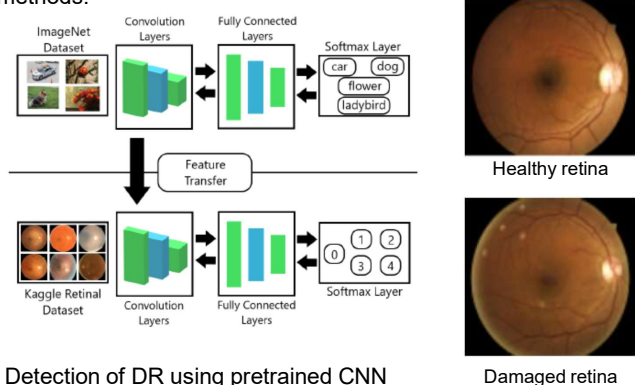 methods.
ImageNet
Dataset
Convolution
Layers
Fully Connected
Layers
Softmax Layer
car
dog
flower
ladybird
Feature
Transfer
Healthy retina
Kaggle Retinal
Dataset
Convolution
Layers
Fully Connected
Layers
0
1
2
3
4
Softmax Layer
Detection of DR using pretrained CNN
Damaged retina